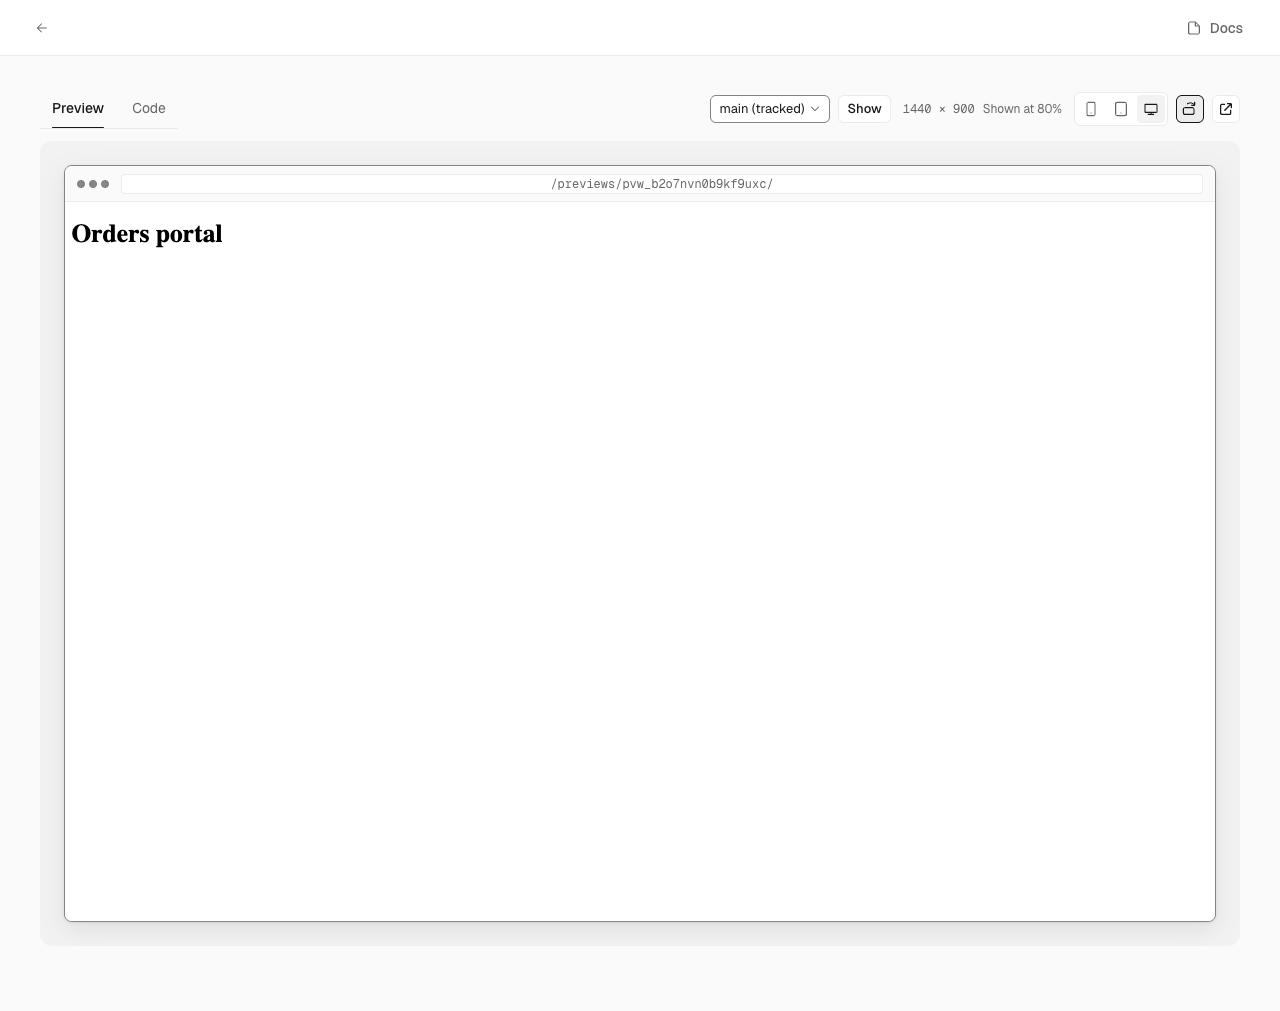 Docs
Preview Code main (tracked) Show 1440 × 900 Shown at 80%
/previews/pvw_b2o7nvn0b9kf9uxc/
Orders portal